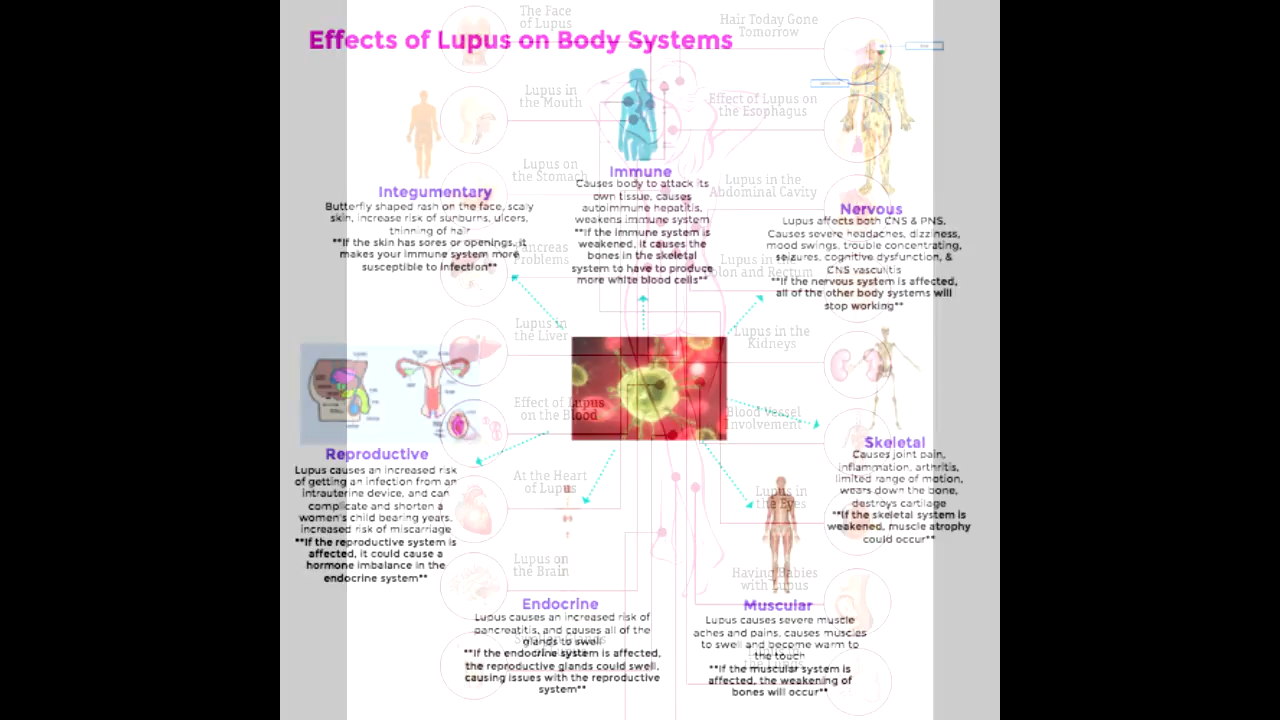 The Face
of Lupus
Hair Today Gone
Tomorrow
Effects of Lupus on Body Systems
Lupus in
the Mouth
Effect of Lupus on
the Esophagus
Lupus on
the Stomach
Lupus in the
Abdominal Cavity
Immune
Causes body to attack its
own tissue, causes
autoimmune hepatitis,
weakens immune system
**If the immune system is
weakened, it causes the
bones in the skeletal
system to have to produce
more white blood cells**
Integumentary
Butterfly shaped rash on the face, scaly
skin, increase risk of sunburns, ulcers,
thinning of hair
**If the skin has sores or openings, it
makes your immune system more
susceptible to infection**
Nervous
Lupus affects both CNS & PNS.
Causes severe headaches, dizziness,
mood swings, trouble concentrating,
seizures, cognitive dysfunction, &
CNS vasculitis
**If the nervous system is affected,
all of the other body systems will
stop working**
Pancreas
Problems
Lupus in the
Colon and Rectum
Lupus in
the Liver
Lupus in the
Kidneys
Effect of Lupus
on the Blood
Blood Vessel
Involvement
Reproductive
Lupus causes an increased risk
of getting an infection from an
intrauterine device, and can
complicate and shorten a
women's child bearing years,
increased risk of miscarriage
**If the reproductive system is
affected, it could cause a
hormone imbalance in the
endocrine system**
Skeletal
Causes joint pain,
inflammation, arthritis,
limited range of motion,
wears down the bone,
destroys cartilage
**If the skeletal system is
weakened, muscle atrophy
could occur**
At the Heart
of Lupus
Lupus in
the Eyes
Lupus on
the Brain
Having Babies
with Lupus
Endocrine
Lupus causes an increased risk of
pancreatitis, and causes all of the
glands to swell
**If the endocrine system is affected,
the reproductive glands could swell,
causing issues with the reproductive
system**
Muscular
Lupus causes severe muscle
aches and pains, causes muscles
to swell and become warm to
the touch
**If the muscular system is
affected, the weakening of
bones will occur**